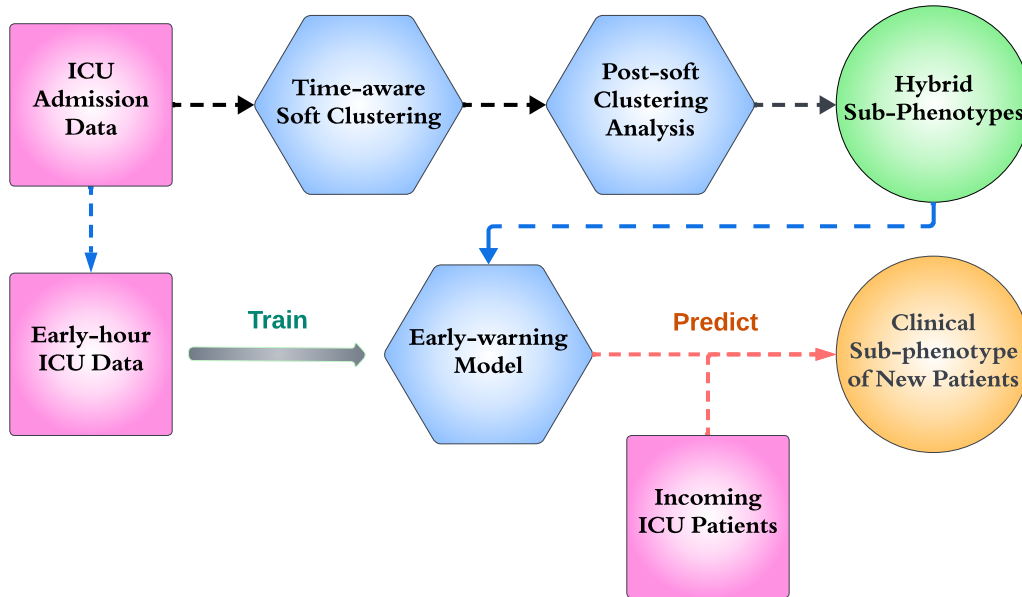 ICU
Admission
Data
Time-aware
Soft Clustering
Post-soft
Clustering
Analysis
Hybrid
Sub-Phenotypes
Early-hour
ICU Data
Train
Early-warning
Model
Predict
Clinical
Sub-phenotype
of New Patients
Incoming
ICU Patients